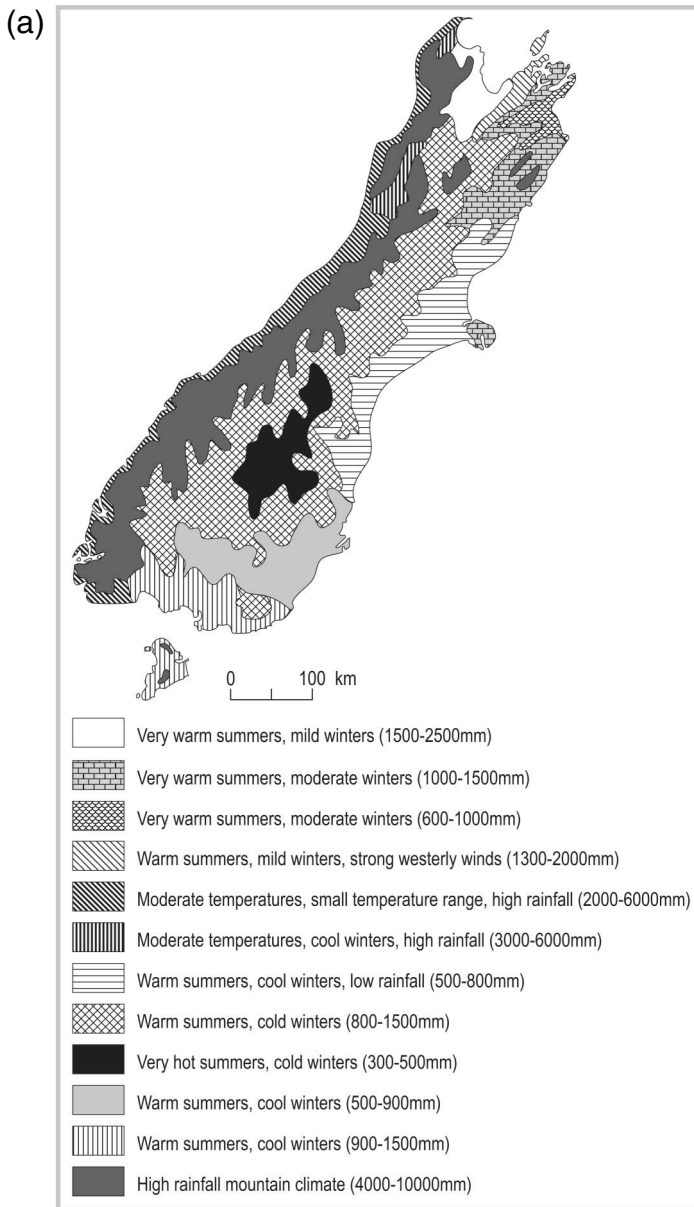 (a)
0 100 km
Very warm summers, mild winters (1500-2500mm)
Very warm summers, moderate winters (1000-1500mm)
Very warm summers, moderate winters (600-1000mm)
Warm summers, mild winters, strong westerly winds (1300-2000mm)
Moderate temperatures, small temperature range, high rainfall (2000-6000mm)
Moderate temperatures, cool winters, high rainfall (3000-6000mm)
Warm summers, cool winters, low rainfall (500-800mm)
Warm summers, cold winters (800-1500mm)
Very hot summers, cold winters (300-500mm)
Warm summers, cool winters (500-900mm)
Warm summers, cool winters (900-1500mm)
High rainfall mountain climate (4000-10000mm)